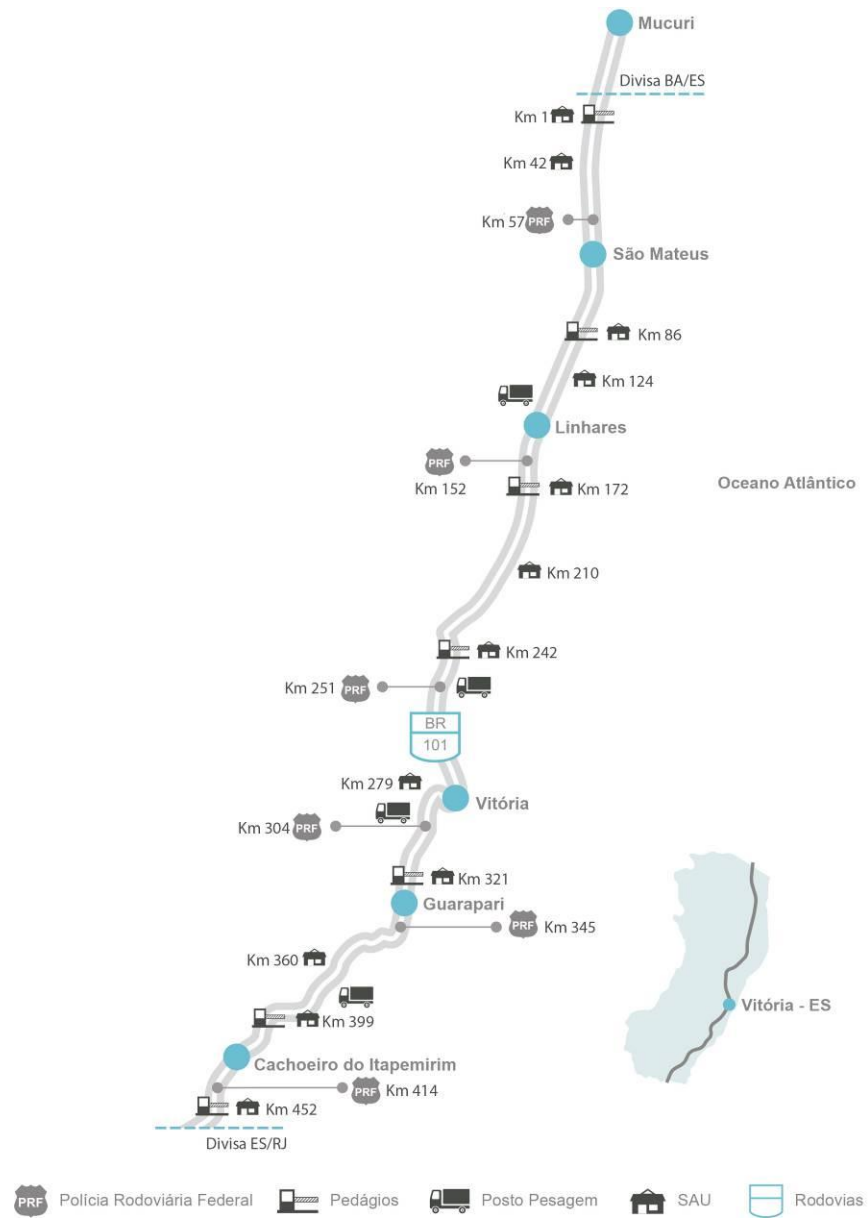 Mucuri
Divisa BA/ES
Km 1
Km 42
Km 57 PRF
São Mateus
Km 86
Km 124
Linhares
PRF
Km 152
Km 172
Oceano Atlântico
Km 210
Km 242
Km 251 PRF
BR
101
Km 279
Vitória
Km 304 PRF
Km 321
Guarapari
PRF Km 345
Km 360
Vitória - ES
Km 399
Cachoeiro do Itapemirim
PRF Km 414
Km 452
Divisa ES/RJ
PRF Polícia Rodoviária Federal Pedágios Posto Pesagem SAU Rodovias